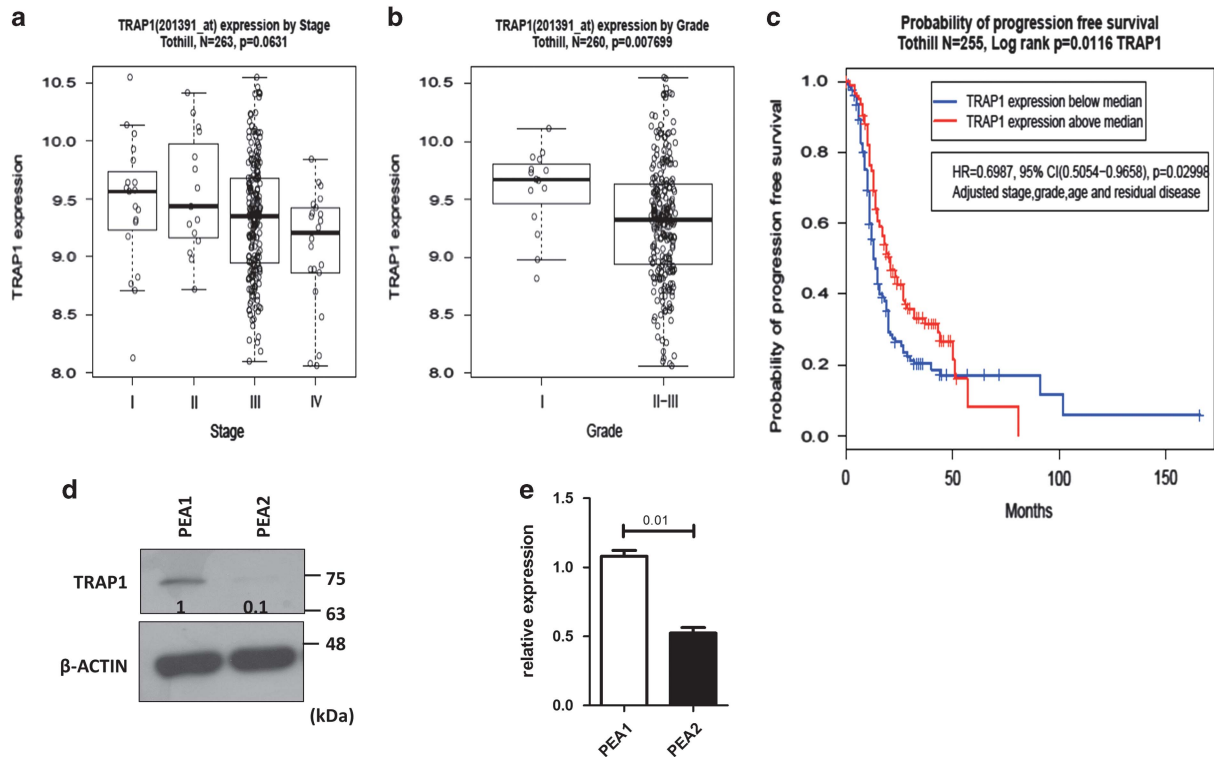 a
TRAP1(201391_at) expression by Stage
Tothill, N=263, p=0.0631
TRAP1 expression
10.5
10.0
9.5
9.0
8.5
8.0
I II III IV
Stage
b
TRAP1(201391_at) expression by Grade
Tothill, N=260, p=0.007699
TRAP1 expression
10.5
10.0
9.5
9.0
8.5
8.0
I II-III
Grade
c
Probability of progression free survival
Tothill N=255, Log rank p=0.0116 TRAP1
Probability of progression free survival
1.0
0.8
0.6
0.4
0.2
0.0
TRAP1 expression below median
TRAP1 expression above median
HR=0.6987, 95% CI(0.5054-0.9658), p=0.02998
Adjusted stage,grade,age and residual disease
0 50 100 150
Months
d
PEA1 PEA2
TRAP1
1 0.1
75
63
48
β-ACTIN
(kDa)
e
relative expression
1.5
1.0
0.5
0.0
0.01
PEA1 PEA2